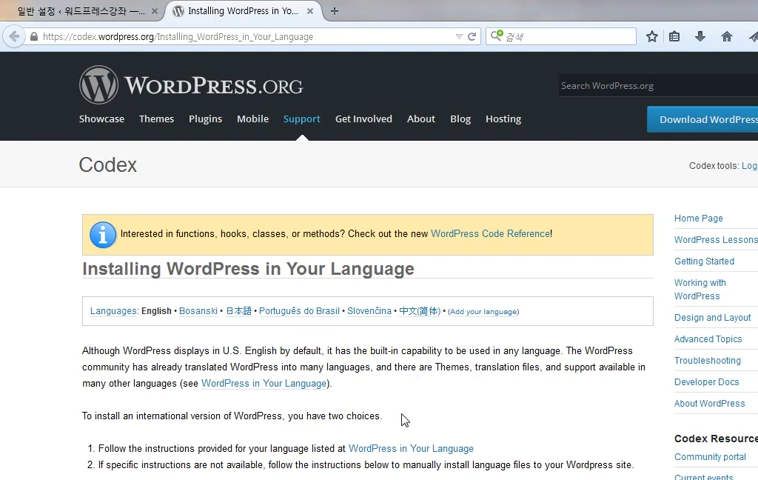 일반 설정 ‹ 워드프레스강좌 —...
Installing WordPress in Yo...
https://codex.wordpress.org/Installing_WordPress_in_Your_Language
검색
WORDPRESS.ORG
Search WordPress.org
Showcase Themes Plugins Mobile Support Get Involved About Blog Hosting
Download WordPress
Codex
Codex tools: Log
Interested in functions, hooks, classes, or methods? Check out the new WordPress Code Reference!
Installing WordPress in Your Language
Languages: English • Bosanski • 日本語 • Português do Brasil • Slovenčina • 中文(简体) • (Add your language)
Although WordPress displays in U.S. English by default, it has the built-in capability to be used in any language. The WordPress
community has already translated WordPress into many languages, and there are Themes, translation files, and support available in
many other languages (see WordPress in Your Language).
To install an international version of WordPress, you have two choices.
1. Follow the instructions provided for your language listed at WordPress in Your Language
2. If specific instructions are not available, follow the instructions below to manually install language files to your Wordpress site.
Home Page
WordPress Lessons
Getting Started
Working with
WordPress
Design and Layout
Advanced Topics
Troubleshooting
Developer Docs
About WordPress
Codex Resource
Community portal
Current events